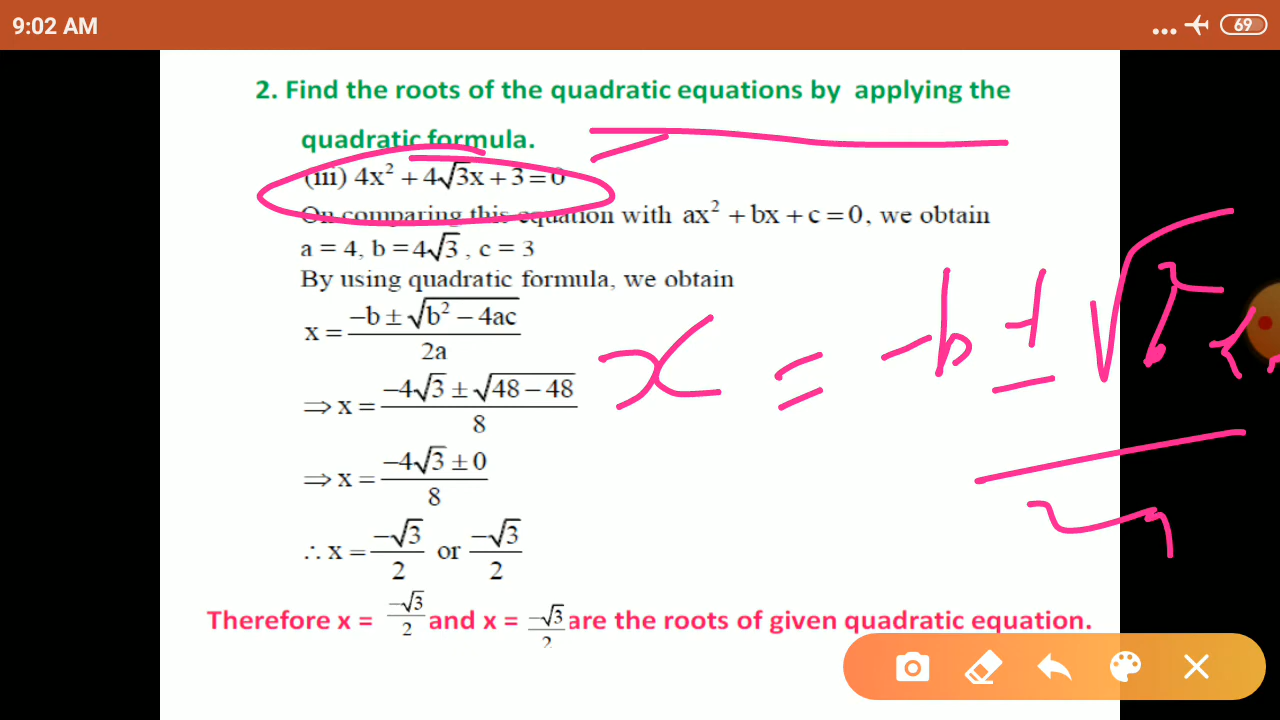 9:02 AM
69
2. Find the roots of the quadratic equations by applying the
quadratic formula.
(iii) 4x² + 4√3x + 3 = 0
On comparing this equation with ax² + bx + c = 0, we obtain
a = 4, b = 4√3 , c = 3
By using quadratic formula, we obtain
x = (−b ± √(b² − 4ac))/(2a)
⇒ x = (−4√3 ± √(48 − 48))/8
⇒ x = (−4√3 ± 0)/8
∴ x = −√3/2 or −√3/2
Therefore x = −√3/2 and x = −√3/2 are the roots of given quadratic equation.
x = -b ± √b²